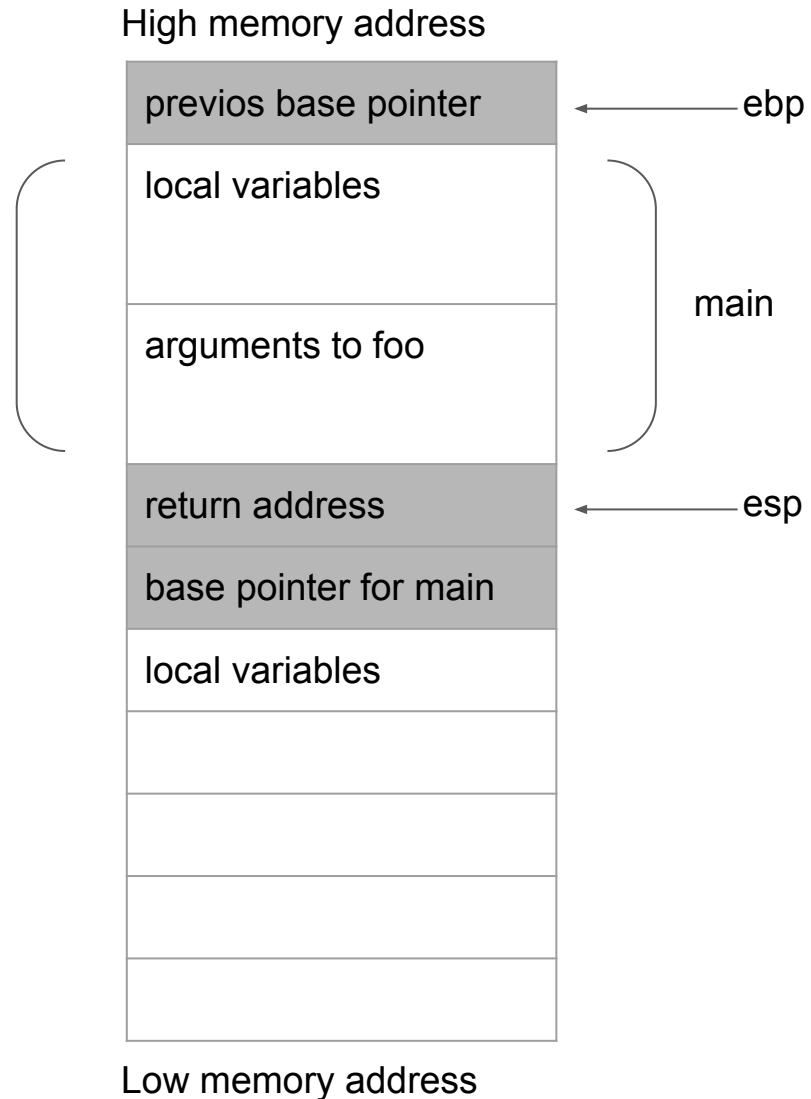 High memory address
previos base pointer
ebp
local variables
main
arguments to foo
return address
esp
base pointer for main
local variables
Low memory address